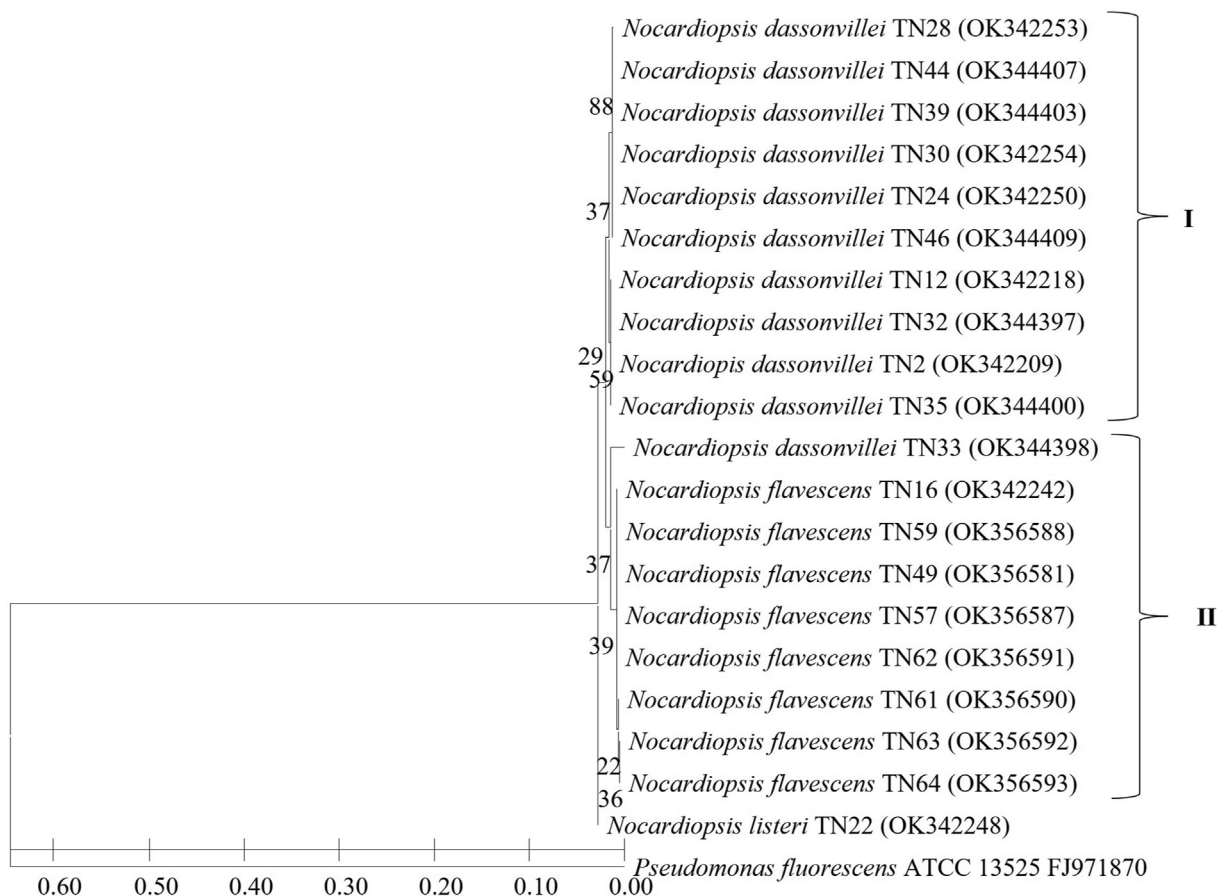 Nocardiopsis dassonvillei TN28 (OK342253)
Nocardiopsis dassonvillei TN44 (OK344407)
88
Nocardiopsis dassonvillei TN39 (OK344403)
Nocardiopsis dassonvillei TN30 (OK342254)
Nocardiopsis dassonvillei TN24 (OK342250)
37
I
Nocardiopsis dassonvillei TN46 (OK344409)
Nocardiopsis dassonvillei TN12 (OK342218)
Nocardiopsis dassonvillei TN32 (OK344397)
29
Nocardiopis dassonvillei TN2 (OK342209)
59
Nocardiopsis dassonvillei TN35 (OK344400)
Nocardiopsis dassonvillei TN33 (OK344398)
Nocardiopsis flavescens TN16 (OK342242)
Nocardiopsis flavescens TN59 (OK356588)
37
Nocardiopsis flavescens TN49 (OK356581)
Nocardiopsis flavescens TN57 (OK356587)
II
39
Nocardiopsis flavescens TN62 (OK356591)
Nocardiopsis flavescens TN61 (OK356590)
Nocardiopsis flavescens TN63 (OK356592)
22
Nocardiopsis flavescens TN64 (OK356593)
36
Nocardiopsis listeri TN22 (OK342248)
Pseudomonas fluorescens ATCC 13525 FJ971870
0.60 0.50 0.40 0.30 0.20 0.10 0.00